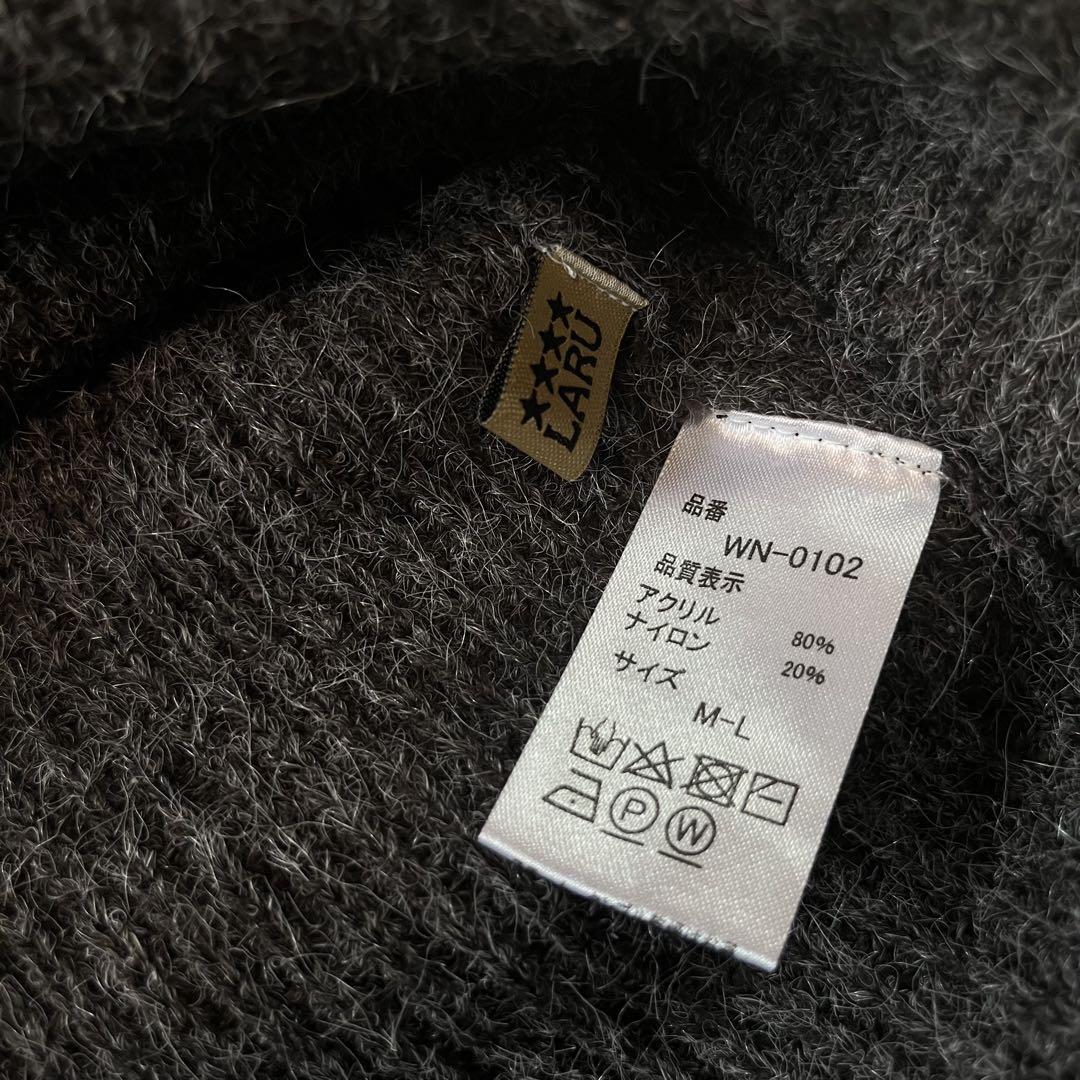 ★★★★
LARU
品番
WN-0102
品質表示
アクリル 80%
ナイロン 20%
サイズ
M-L
P W